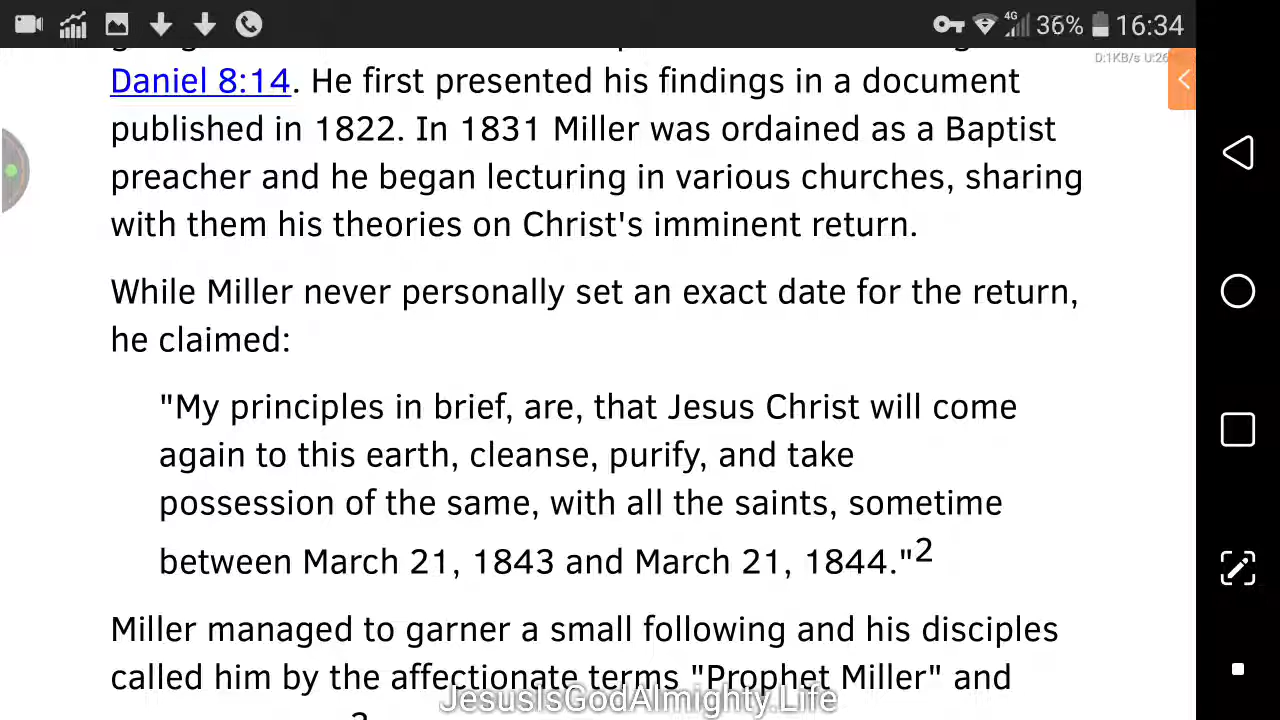 4G 36% 16:34
Daniel 8:14. He first presented his findings in a document
published in 1822. In 1831 Miller was ordained as a Baptist
preacher and he began lecturing in various churches, sharing
with them his theories on Christ's imminent return.
While Miller never personally set an exact date for the return,
he claimed:
"My principles in brief, are, that Jesus Christ will come
again to this earth, cleanse, purify, and take
possession of the same, with all the saints, sometime
between March 21, 1843 and March 21, 1844."2
Miller managed to garner a small following and his disciples
called him by the affectionate terms "Prophet Miller" and
JesusIsGodAlmighty.Life